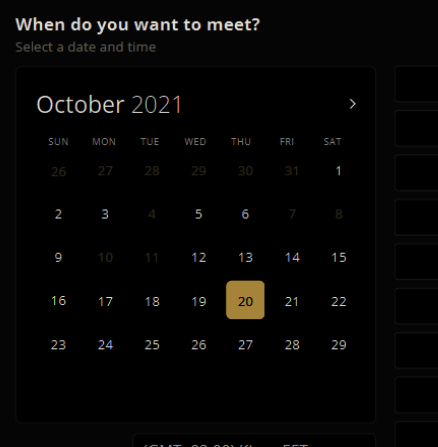 When do you want to meet?
Select a date and time
October 2021 >
SUN MON TUE WED THU FRI SAT
26 27 28 29 30 31 1
2 3 4 5 6 7 8
9 10 11 12 13 14 15
16 17 18 19 20 21 22
23 24 25 26 27 28 29